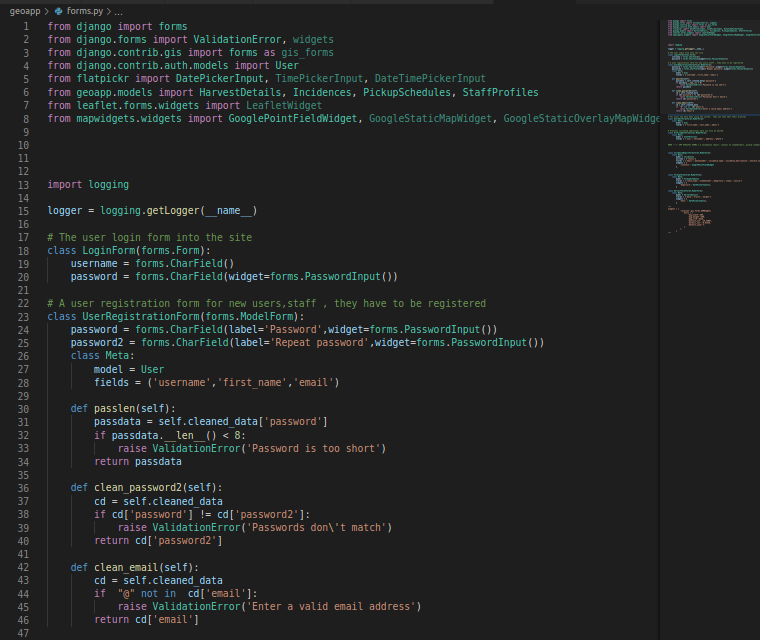 geoapp > forms.py > ...
1 from django import forms
2 from django.forms import ValidationError, widgets
3 from django.contrib.gis import forms as gis_forms
4 from django.contrib.auth.models import User
5 from flatpickr import DatePickerInput, TimePickerInput, DateTimePickerInput
6 from geoapp.models import HarvestDetails, Incidences, PickupSchedules, StaffProfiles
7 from leaflet.forms.widgets import LeafletWidget
8 from mapwidgets.widgets import GooglePointFieldWidget, GoogleStaticMapWidget, GoogleStaticOverlayMapWidge
9
10
11
12
13 import logging
14
15 logger = logging.getLogger(__name__)
16
17 # The user login form into the site
18 class LoginForm(forms.Form):
19     username = forms.CharField()
20     password = forms.CharField(widget=forms.PasswordInput())
21
22 # A user registration form for new users,staff , they have to be registered
23 class UserRegistrationForm(forms.ModelForm):
24     password = forms.CharField(label='Password',widget=forms.PasswordInput())
25     password2 = forms.CharField(label='Repeat password',widget=forms.PasswordInput())
26     class Meta:
27         model = User
28         fields = ('username','first_name','email')
29
30     def passlen(self):
31         passdata = self.cleaned_data['password']
32         if passdata.__len__() < 8:
33             raise ValidationError('Password is too short')
34         return passdata
35
36     def clean_password2(self):
37         cd = self.cleaned_data
38         if cd['password'] != cd['password2']:
39             raise ValidationError('Passwords don\'t match')
40         return cd['password2']
41
42     def clean_email(self):
43         cd = self.cleaned_data
44         if  "@" not in  cd['email']:
45             raise ValidationError('Enter a valid email address')
46         return cd['email']
47